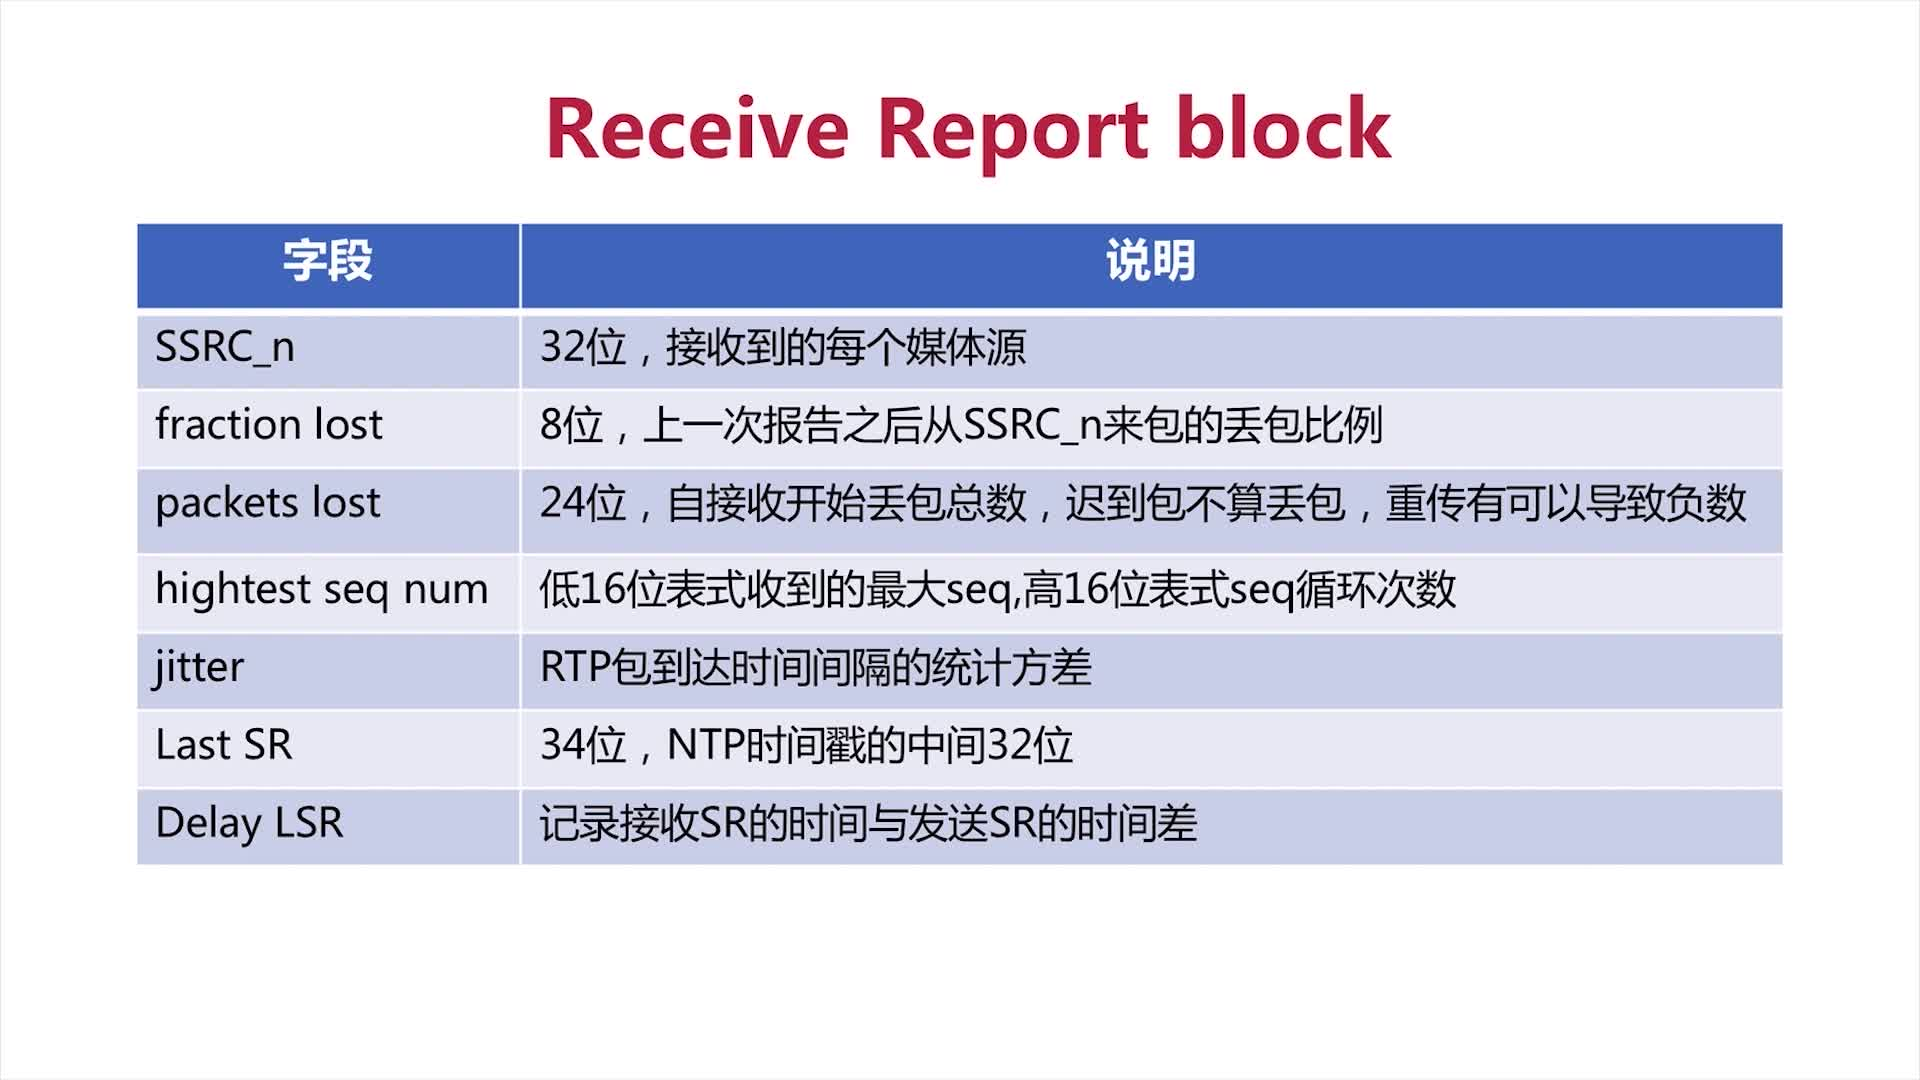 Receive Report block
字段 说明
SSRC_n 32位，接收到的每个媒体源
fraction lost 8位，上一次报告之后从SSRC_n来包的丢包比例
packets lost 24位，自接收开始丢包总数，迟到包不算丢包，重传有可以导致负数
hightest seq num 低16位表式收到的最大seq,高16位表式seq循环次数
jitter RTP包到达时间间隔的统计方差
Last SR 34位，NTP时间戳的中间32位
Delay LSR 记录接收SR的时间与发送SR的时间差